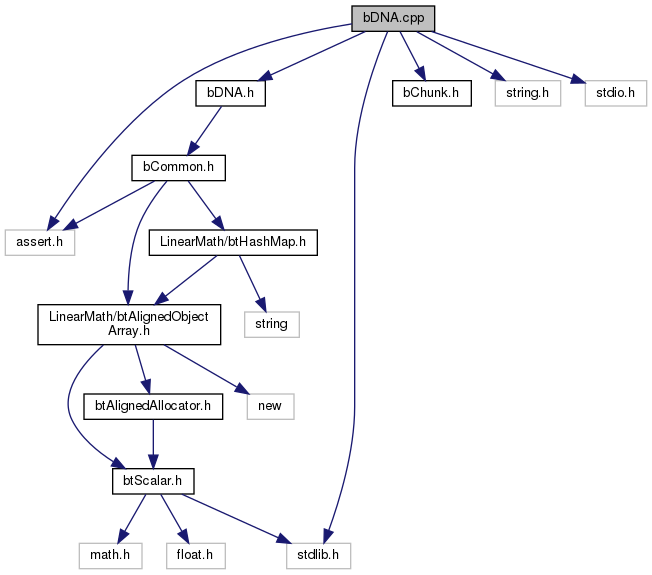 bDNA.cpp
bDNA.h
bChunk.h
string.h
stdio.h
bCommon.h
assert.h
LinearMath/btHashMap.h
LinearMath/btAlignedObject
Array.h
string
btAlignedAllocator.h
new
btScalar.h
math.h
float.h
stdlib.h